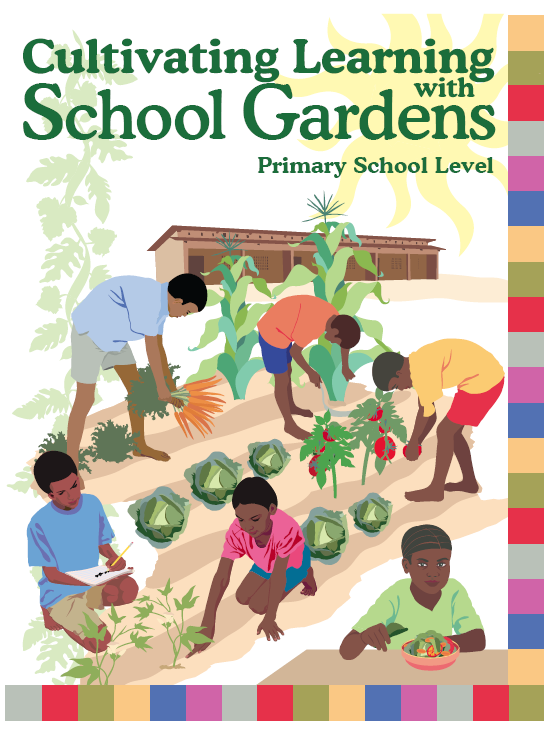 Cultivating Learning
with
School Gardens
Primary School Level